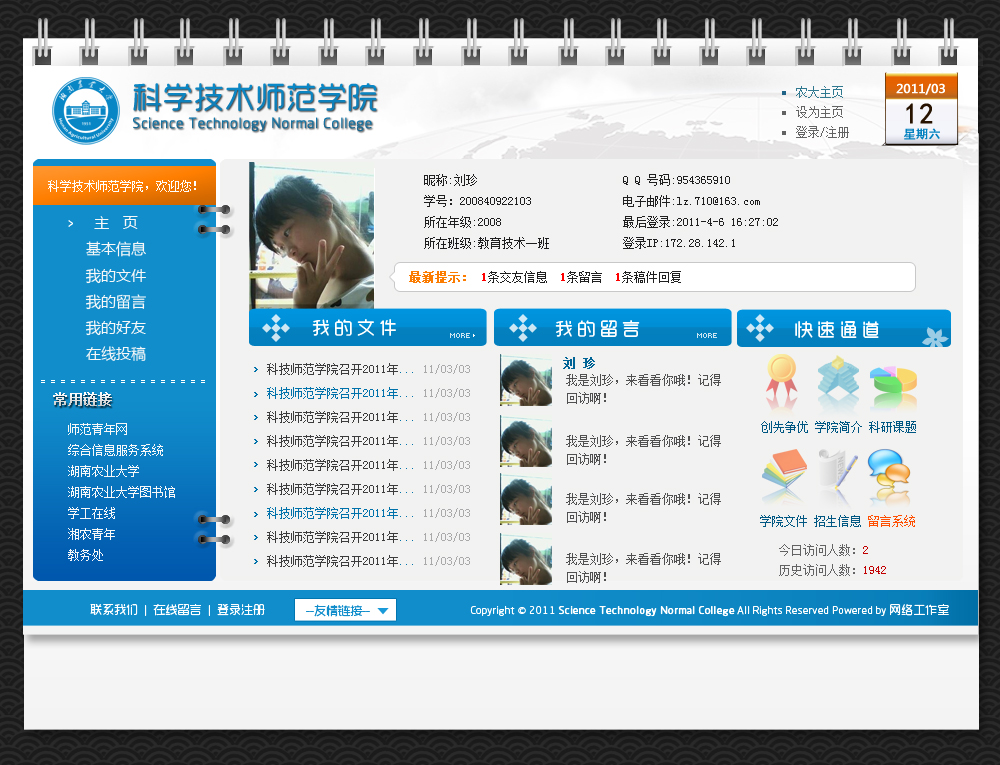 科学技术师范学院
Science Technology Normal College
农大主页
设为主页
登录/注册
2011/03
12
星期六
科学技术师范学院，欢迎您！
> 主 页
基本信息
我的文件
我的留言
我的好友
在线投稿
常用链接
师范青年网
综合信息服务系统
湖南农业大学
湖南农业大学图书馆
学工在线
湘农青年
教务处
昵称:刘珍
学号：200840922103
所在年级:2008
所在班级:教育技术一班
Q Q 号码:954365910
电子邮件:lz.710@163.com
最后登录:2011-4-6 16:27:02
登录IP:172.28.142.1
最新提示： 1条交友信息 1条留言 1条稿件回复
我的文件 MORE
科技师范学院召开2011年... 11/03/03
科技师范学院召开2011年... 11/03/03
科技师范学院召开2011年... 11/03/03
科技师范学院召开2011年... 11/03/03
科技师范学院召开2011年... 11/03/03
科技师范学院召开2011年... 11/03/03
科技师范学院召开2011年... 11/03/03
科技师范学院召开2011年... 11/03/03
科技师范学院召开2011年... 11/03/03
我的留言 MORE
刘 珍
我是刘珍，来看看你哦！记得
回访啊！
我是刘珍，来看看你哦！记得
回访啊！
我是刘珍，来看看你哦！记得
回访啊！
我是刘珍，来看看你哦！记得
回访啊！
快速通道
创先争优 学院简介 科研课题
学院文件 招生信息 留言系统
今日访问人数：2
历史访问人数：1942
联系我们 | 在线留言 | 登录注册
—友情链接—
Copyright © 2011 Science Technology Normal College All Rights Reserved Powered by 网络工作室